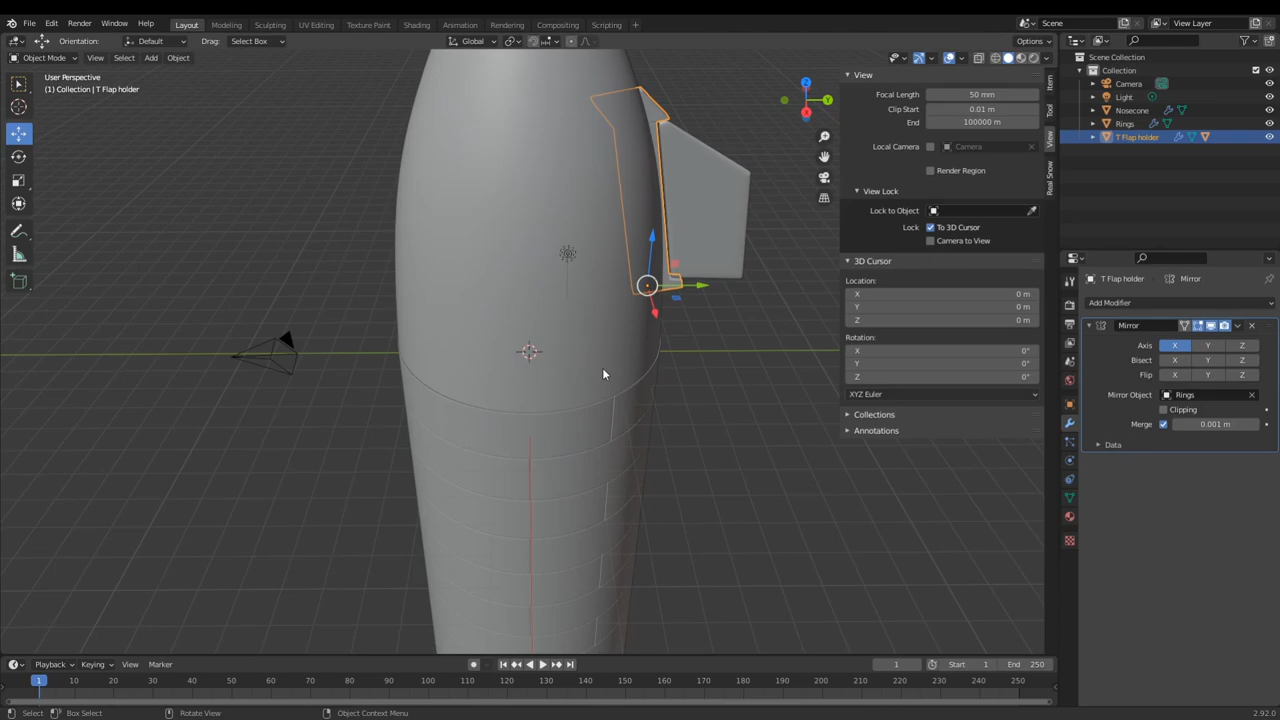 File Edit Render Window Help Layout Modeling Sculpting UV Editing Texture Paint Shading Animation Rendering Compositing Scripting + Scene View Layer
Orientation: Default Drag: Select Box Global Options
Object Mode View Select Add Object
User Perspective
(1) Collection | T Flap holder
Z
Y
X
View
Focal Length 50 mm
Clip Start 0.01 m
End 100000 m
Local Camera Camera
Render Region
View Lock
Lock to Object
Lock To 3D Cursor
Camera to View
3D Cursor
Location:
X 0 m
Y 0 m
Z 0 m
Rotation:
X 0°
Y 0°
Z 0°
XYZ Euler
Collections
Annotations
Item
Tool
View
Real Snow
Scene Collection
Collection
Camera
Light
Nosecone
Rings
T Flap holder
T Flap holder Mirror
Add Modifier
Mirror
Axis X Y Z
Bisect X Y Z
Flip X Y Z
Mirror Object Rings
Clipping
Merge 0.001 m
Data
Playback Keying View Marker 1 Start 1 End 250
1 10 20 30 40 50 60 70 80 90 100 110 120 130 140 150 160 170 180 190 200 210 220 230 240 250
Select Box Select Rotate View Object Context Menu 2.92.0